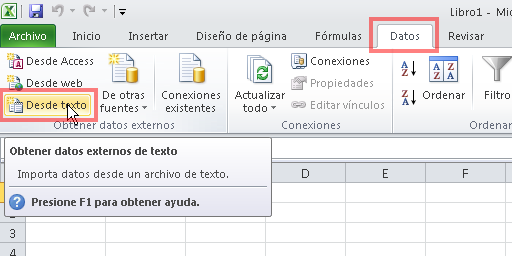 Libro1 - Mic
Archivo Inicio Insertar Diseño de página Fórmulas Datos Revisar
Desde Access
Desde web
Desde texto
De otras
fuentes
Obtener datos externos
Conexiones
existentes
Actualizar
todo
Conexiones
Propiedades
Editar vínculos
Conexiones
A
Z
Z
A
A Z
Z A
Ordenar
Filtro
Ordenar
Obtener datos externos de texto
Importa datos desde un archivo de texto.
Presione F1 para obtener ayuda.
D E F
3
4